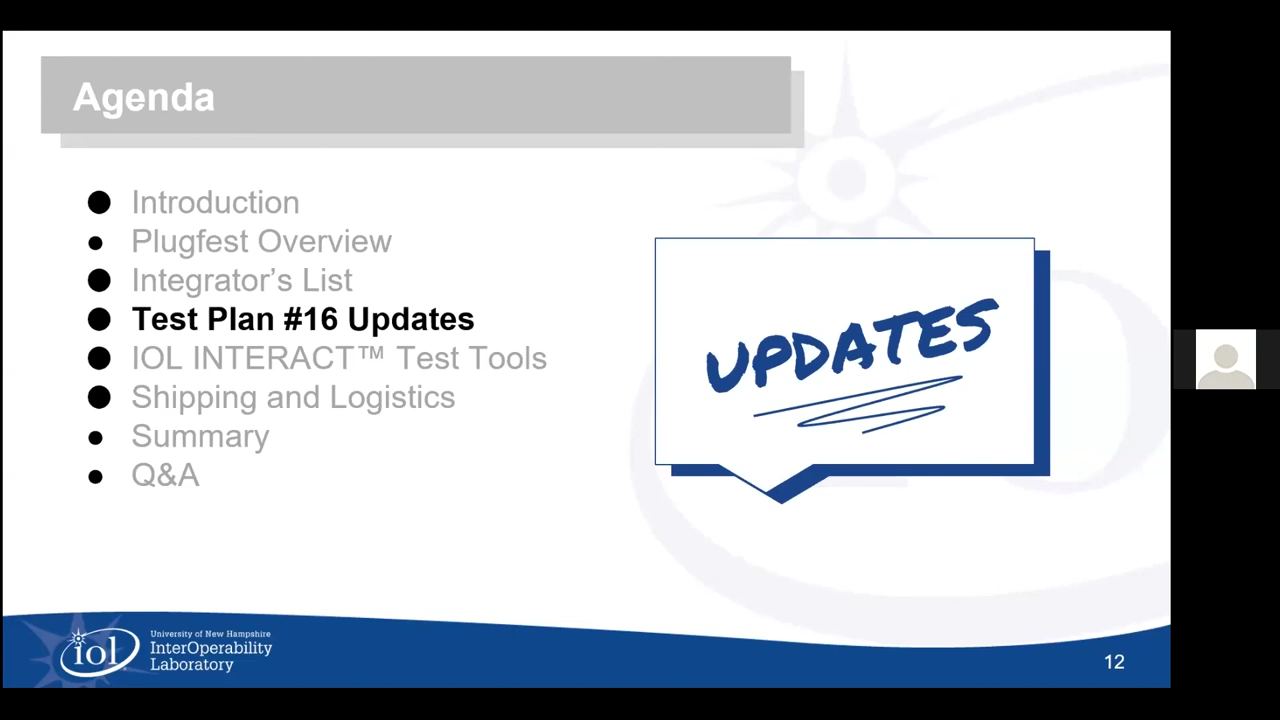 Agenda
Introduction
Plugfest Overview
Integrator's List
Test Plan #16 Updates
IOL INTERACT™ Test Tools
Shipping and Logistics
Summary
Q&A
UPDATES
iol
University of New Hampshire
InterOperability
Laboratory
12